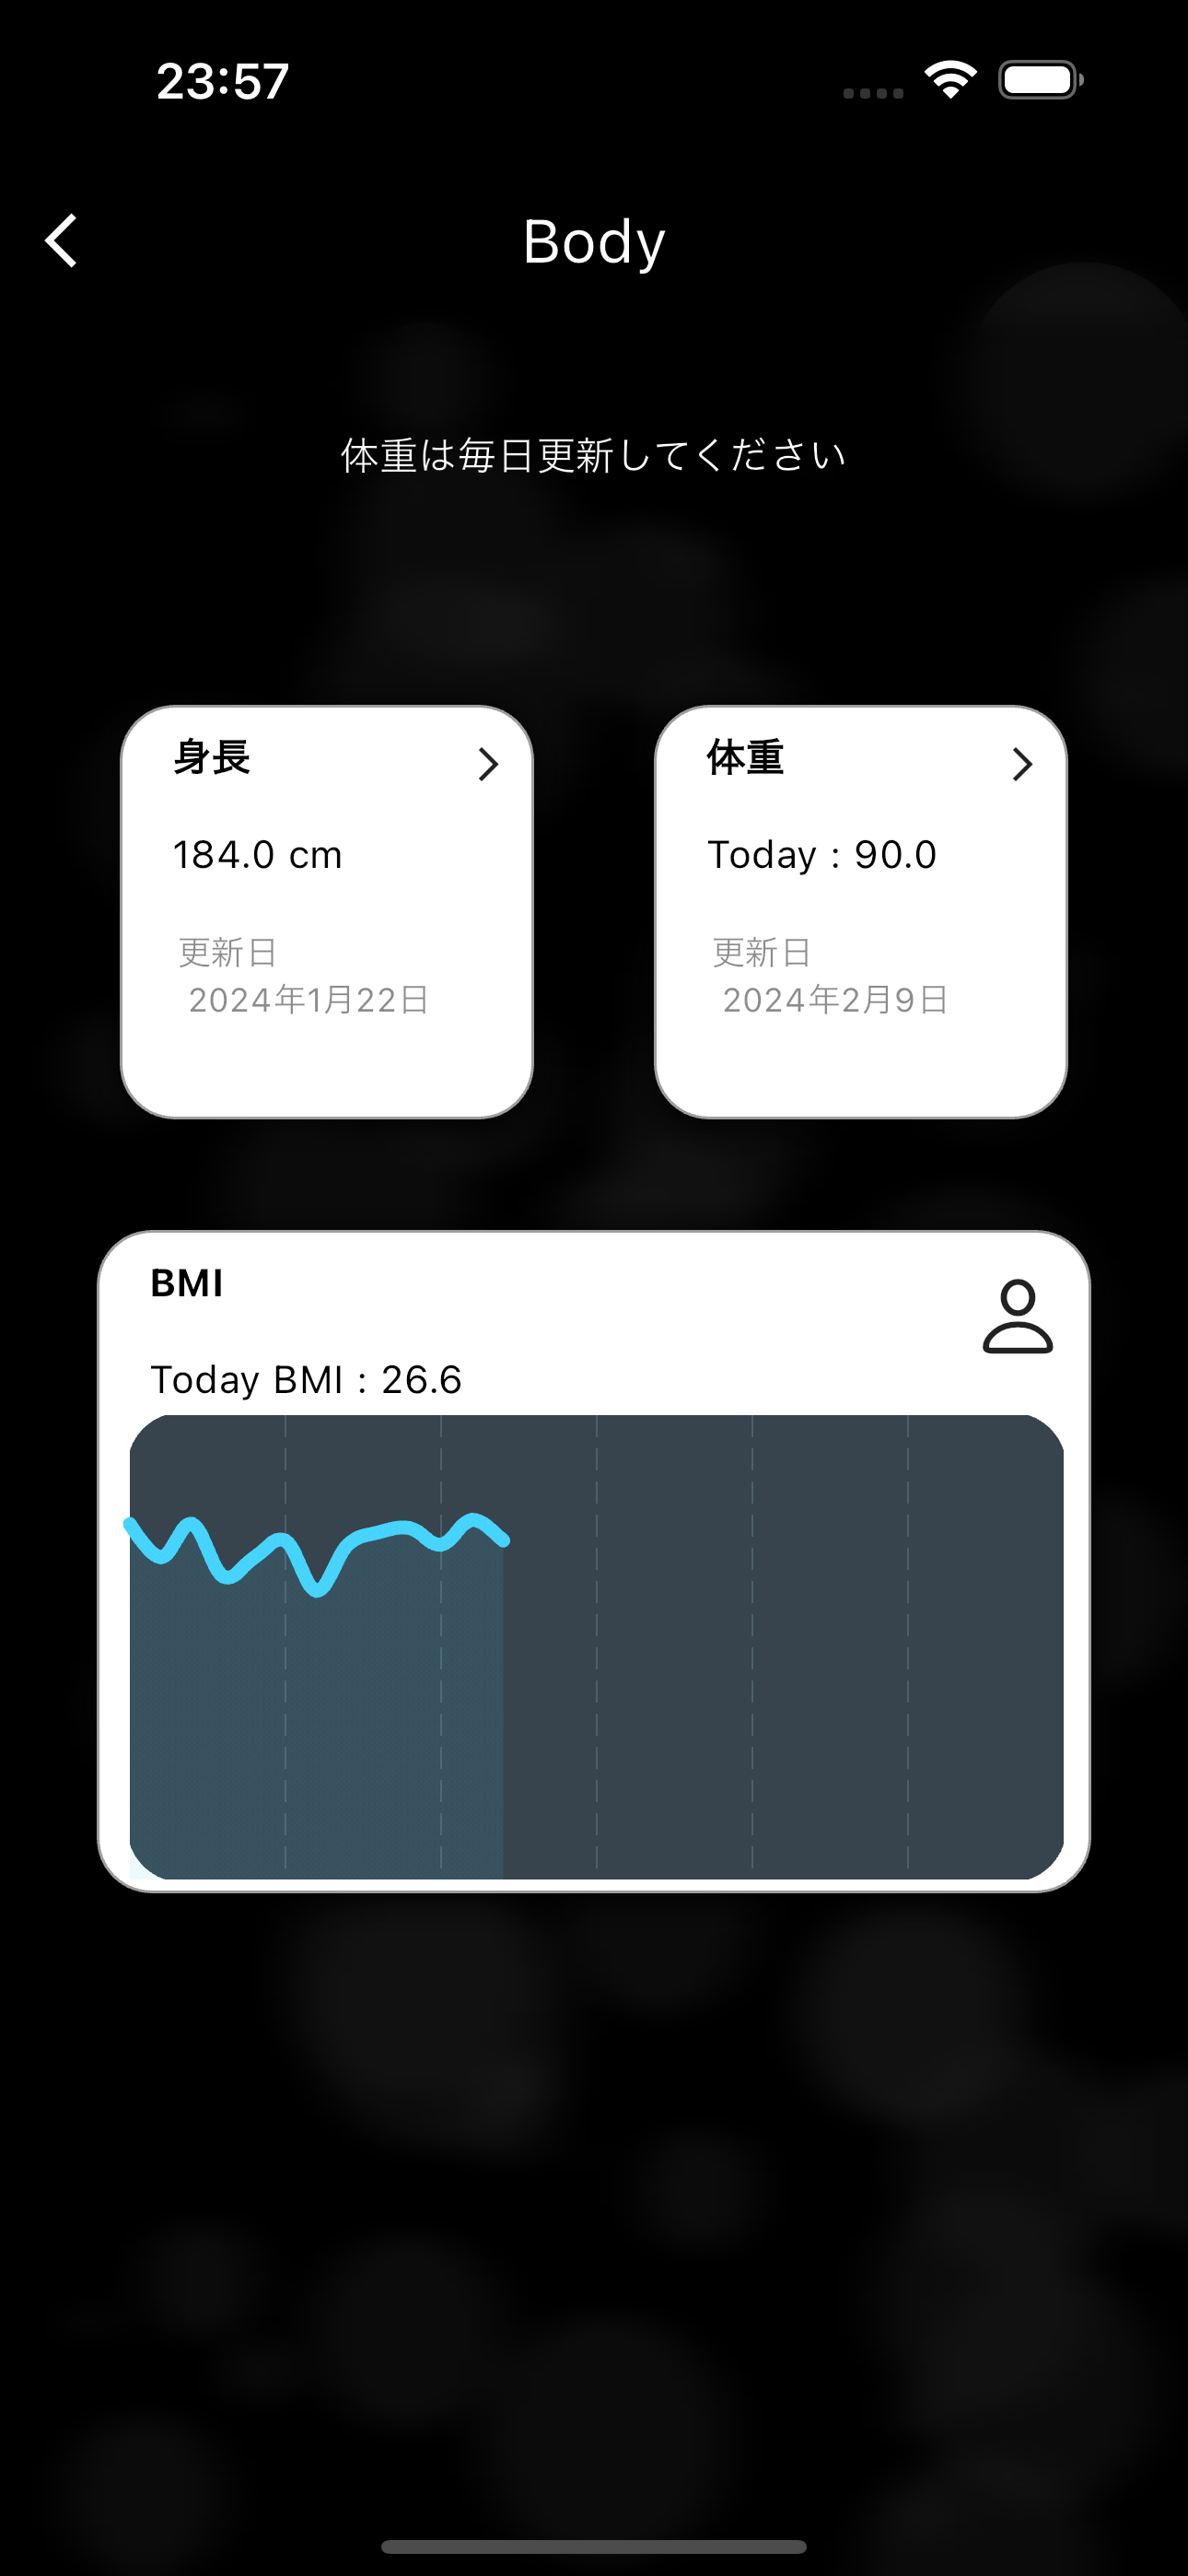 23:57
Body
体重は毎日更新してください
身長
184.0 cm
更新日
2024年1月22日
体重
Today : 90.0
更新日
2024年2月9日
BMI
Today BMI : 26.6